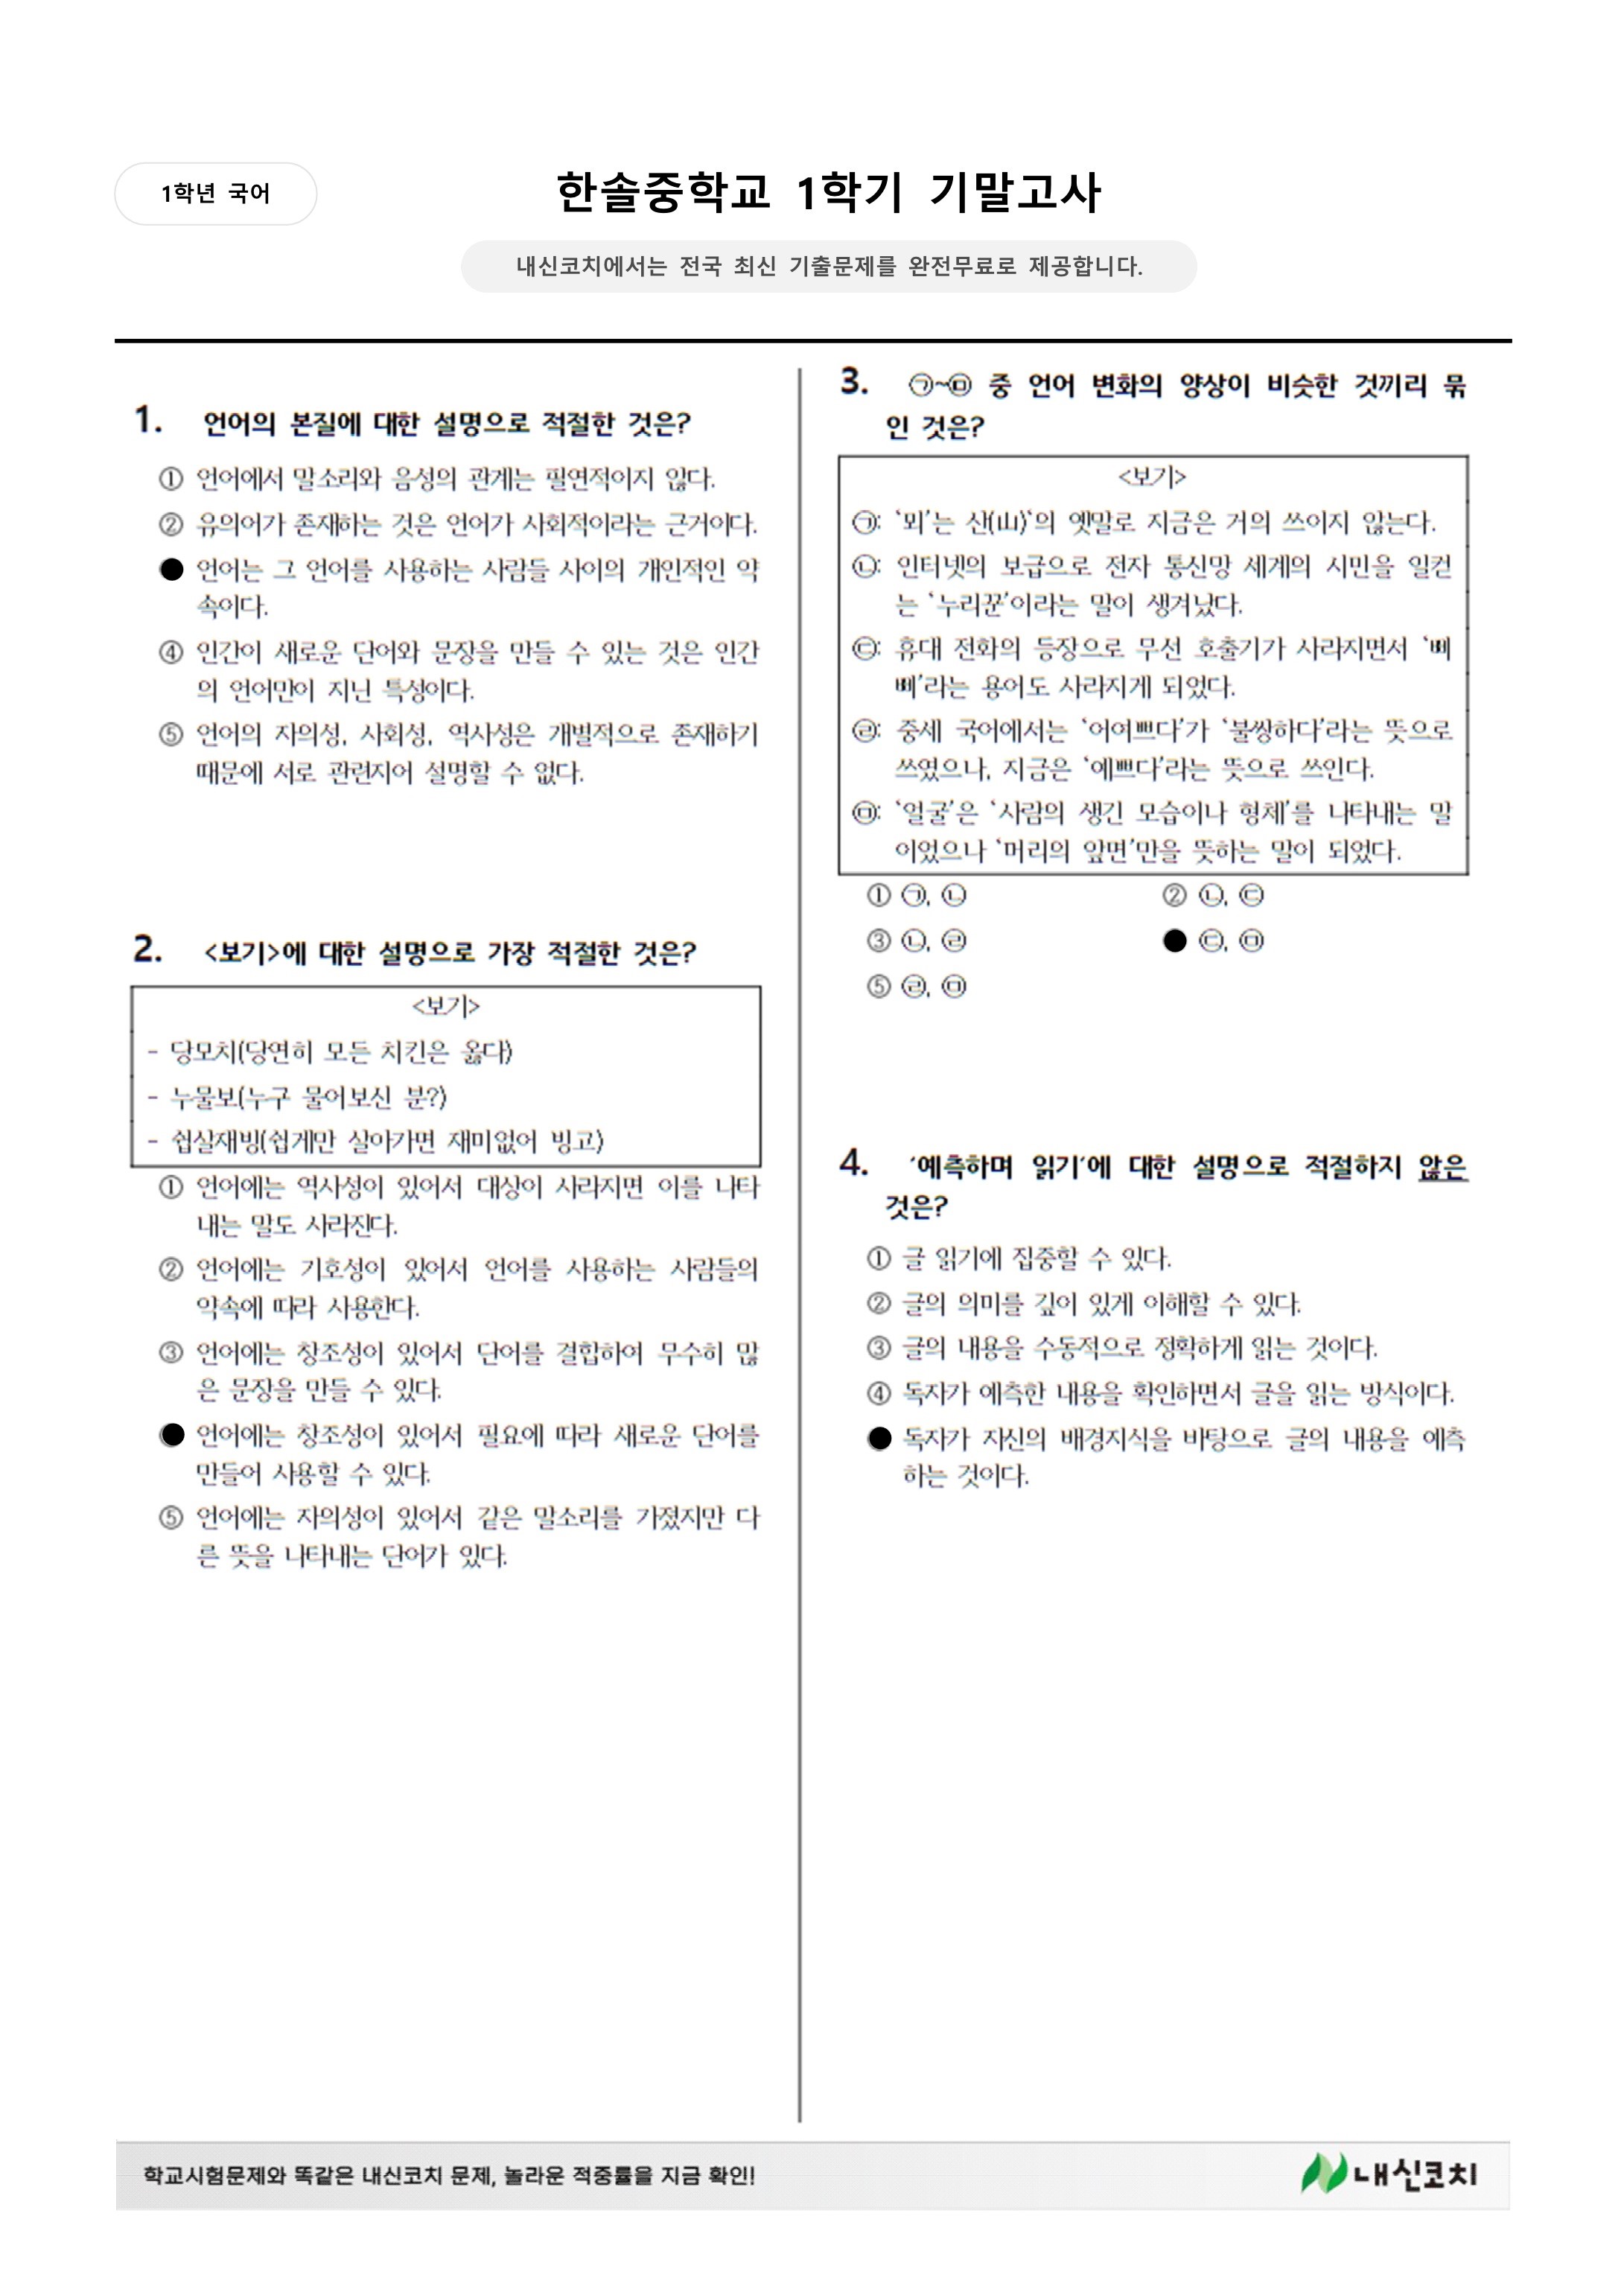 1학년 국어
한솔중학교 1학기 기말고사
내신코치에서는 전국 최신 기출문제를 완전무료로 제공합니다.
1. 언어의 본질에 대한 설명으로 적절한 것은?
① 언어에서 말소리와 음성의 관계는 필연적이지 않다.
② 유의어가 존재하는 것은 언어가 사회적이라는 근거이다.
● 언어는 그 언어를 사용하는 사람들 사이의 개인적인 약
속이다.
④ 인간이 새로운 단어와 문장을 만들 수 있는 것은 인간
의 언어만이 지닌 특성이다.
⑤ 언어의 자의성, 사회성, 역사성은 개별적으로 존재하기
때문에 서로 관련지어 설명할 수 없다.
2. <보기>에 대한 설명으로 가장 적절한 것은?
<보기>
- 당모치(당연히 모든 치킨은 옳다)
- 누물보(누구 물어보신 분?)
- 쉽살재빙(쉽게만 살아가면 재미없어 빙고)
① 언어에는 역사성이 있어서 대상이 사라지면 이를 나타
내는 말도 사라진다.
② 언어에는 기호성이 있어서 언어를 사용하는 사람들의
약속에 따라 사용한다.
③ 언어에는 창조성이 있어서 단어를 결합하여 무수히 많
은 문장을 만들 수 있다.
● 언어에는 창조성이 있어서 필요에 따라 새로운 단어를
만들어 사용할 수 있다.
⑤ 언어에는 자의성이 있어서 같은 말소리를 가졌지만 다
른 뜻을 나타내는 단어가 있다.
3. ㉠~㉤ 중 언어 변화의 양상이 비슷한 것끼리 묶
인 것은?
<보기>
㉠: ‘뫼’는 산(山)‘의 옛말로 지금은 거의 쓰이지 않는다.
㉡: 인터넷의 보급으로 전자 통신망 세계의 시민을 일컫
는 ‘누리꾼’이라는 말이 생겨났다.
㉢: 휴대 전화의 등장으로 무선 호출기가 사라지면서 ‘삐
삐’라는 용어도 사라지게 되었다.
㉣: 중세 국어에서는 ‘어여쁘다’가 ‘불쌍하다’라는 뜻으로
쓰였으나, 지금은 ‘예쁘다’라는 뜻으로 쓰인다.
㉤: ‘얼굴’은 ‘사람의 생긴 모습이나 형체’를 나타내는 말
이었으나 ‘머리의 앞면’만을 뜻하는 말이 되었다.
① ㉠, ㉡ ② ㉡, ㉢
③ ㉡, ㉣ ● ㉢, ㉤
⑤ ㉣, ㉤
4. ‘예측하며 읽기’에 대한 설명으로 적절하지 않은
것은?
① 글 읽기에 집중할 수 있다.
② 글의 의미를 깊이 있게 이해할 수 있다.
③ 글의 내용을 수동적으로 정확하게 읽는 것이다.
④ 독자가 예측한 내용을 확인하면서 글을 읽는 방식이다.
● 독자가 자신의 배경지식을 바탕으로 글의 내용을 예측
하는 것이다.
학교시험문제와 똑같은 내신코치 문제, 놀라운 적중률을 지금 확인!
내신코치